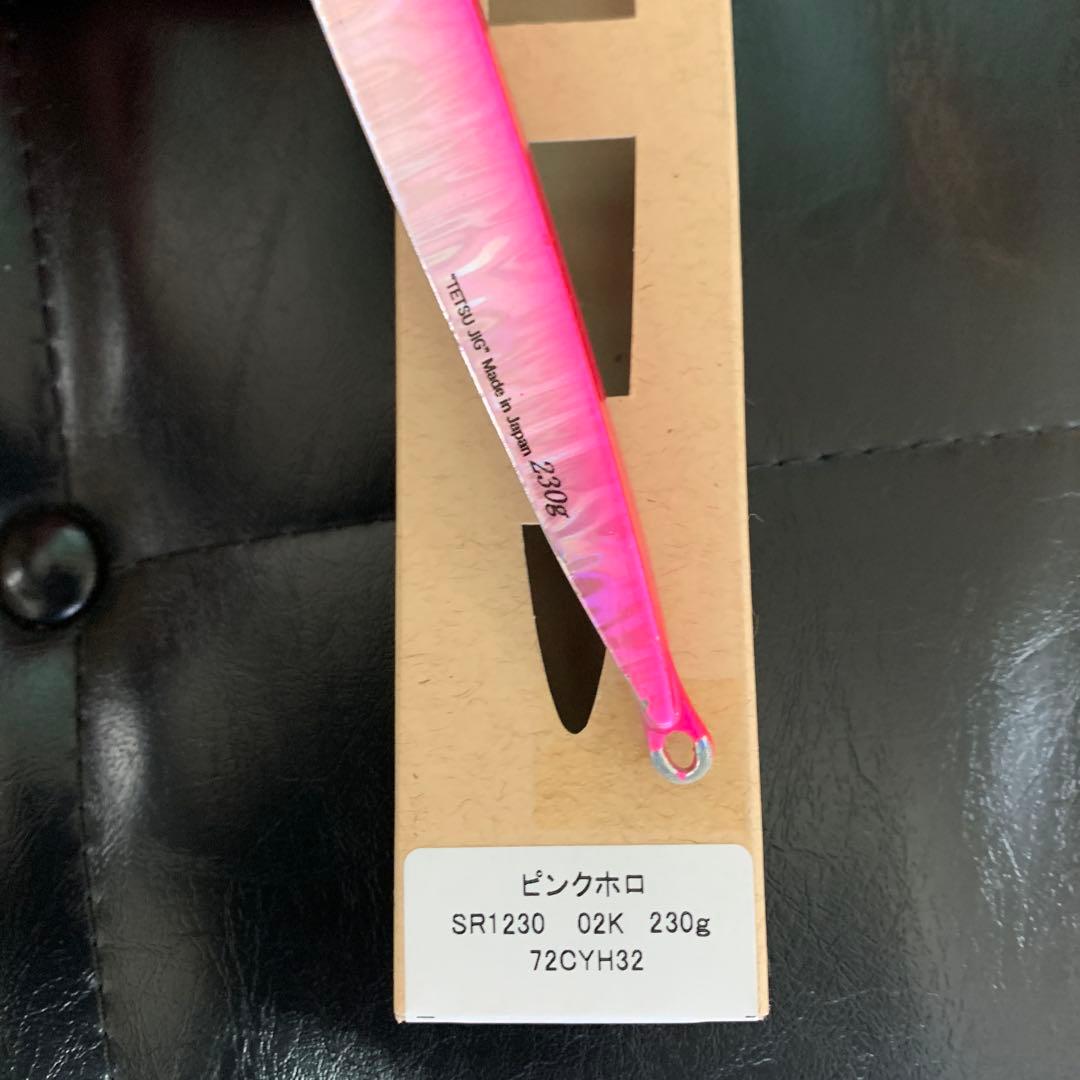 "TETSU JIG" Made in Japan 230g
ピンクホロ
SR1230 02K 230g
72CYH32